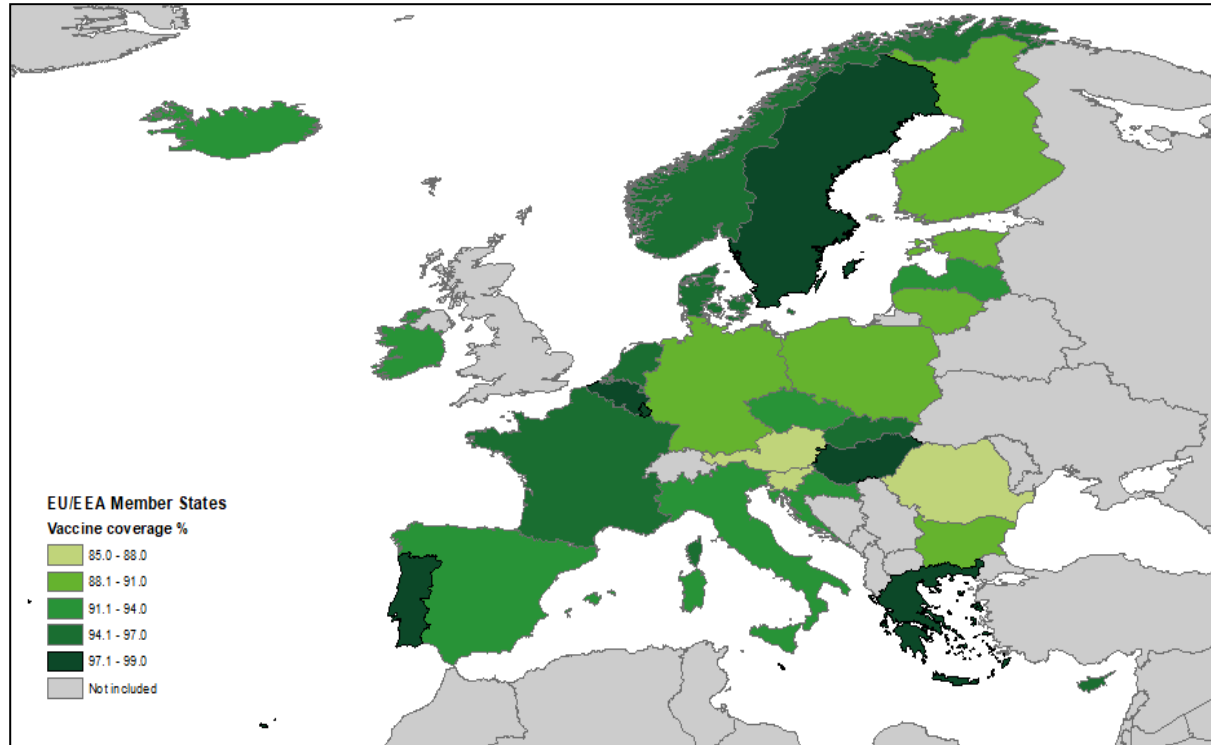 EU/EEA Member States
Vaccine coverage %
85.0 - 88.0
88.1 - 91.0
91.1 - 94.0
94.1 - 97.0
97.1 - 99.0
Not included